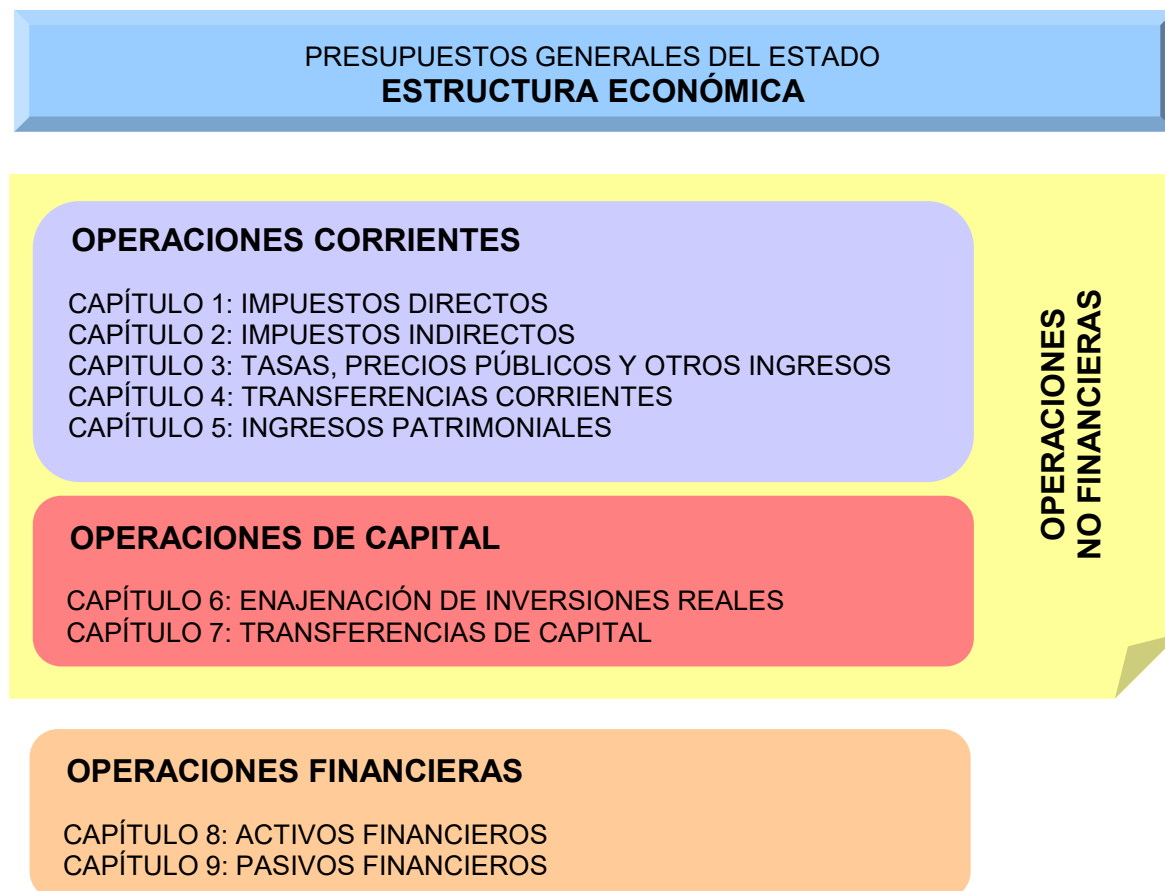 PRESUPUESTOS GENERALES DEL ESTADO
ESTRUCTURA ECONÓMICA
OPERACIONES CORRIENTES
CAPÍTULO 1: IMPUESTOS DIRECTOS
CAPÍTULO 2: IMPUESTOS INDIRECTOS
CAPITULO 3: TASAS, PRECIOS PÚBLICOS Y OTROS INGRESOS
CAPÍTULO 4: TRANSFERENCIAS CORRIENTES
CAPÍTULO 5: INGRESOS PATRIMONIALES
OPERACIONES
NO FINANCIERAS
OPERACIONES DE CAPITAL
CAPÍTULO 6: ENAJENACIÓN DE INVERSIONES REALES
CAPÍTULO 7: TRANSFERENCIAS DE CAPITAL
OPERACIONES FINANCIERAS
CAPÍTULO 8: ACTIVOS FINANCIEROS
CAPÍTULO 9: PASIVOS FINANCIEROS